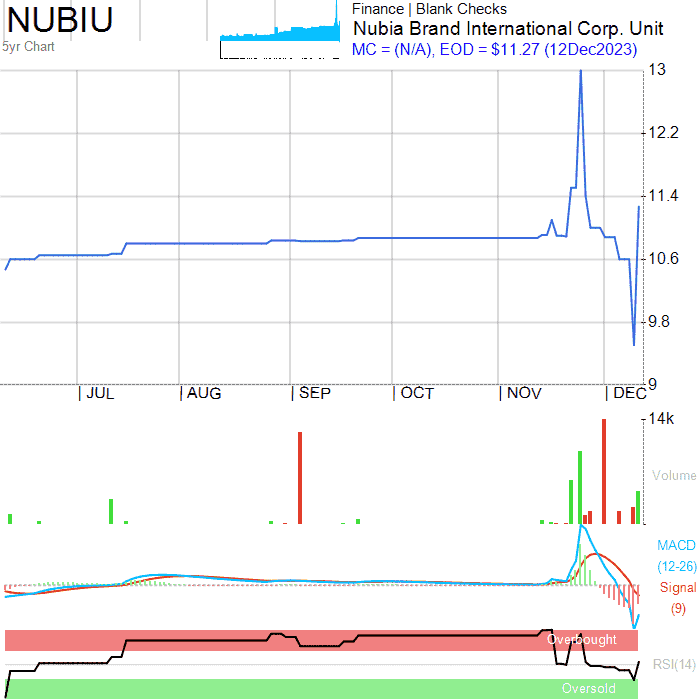 NUBIU
Finance | Blank Checks
Nubia Brand International Corp. Unit
5yr Chart
MC = (N/A), EOD = $11.27 (12Dec2023)
13
12.2
11.4
10.6
9.8
9
| JUL | AUG | SEP | OCT | NOV | DEC
14k
Volume
MACD
(12-26)
Signal
(9)
Overbought
RSI(14)
Oversold